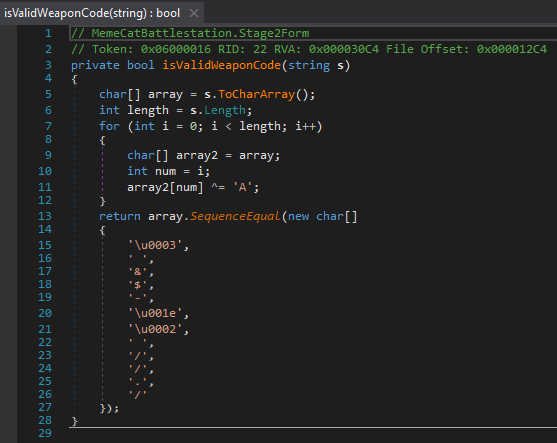 isValidWeaponCode(string) : bool ×
1 // MemeCatBattlestation.Stage2Form
2 // Token: 0x06000016 RID: 22 RVA: 0x000030C4 File Offset: 0x000012C4
3 private bool isValidWeaponCode(string s)
4 {
5 char[] array = s.ToCharArray();
6 int length = s.Length;
7 for (int i = 0; i < length; i++)
8 {
9 char[] array2 = array;
10 int num = i;
11 array2[num] ^= 'A';
12 }
13 return array.SequenceEqual(new char[]
14 {
15 '\u0003',
16 ' ',
17 '&',
18 '$',
19 '-',
20 '\u001e',
21 '\u0002',
22 ' ',
23 '/',
24 '/',
25 '.',
26 '/'
27 });
28 }
29